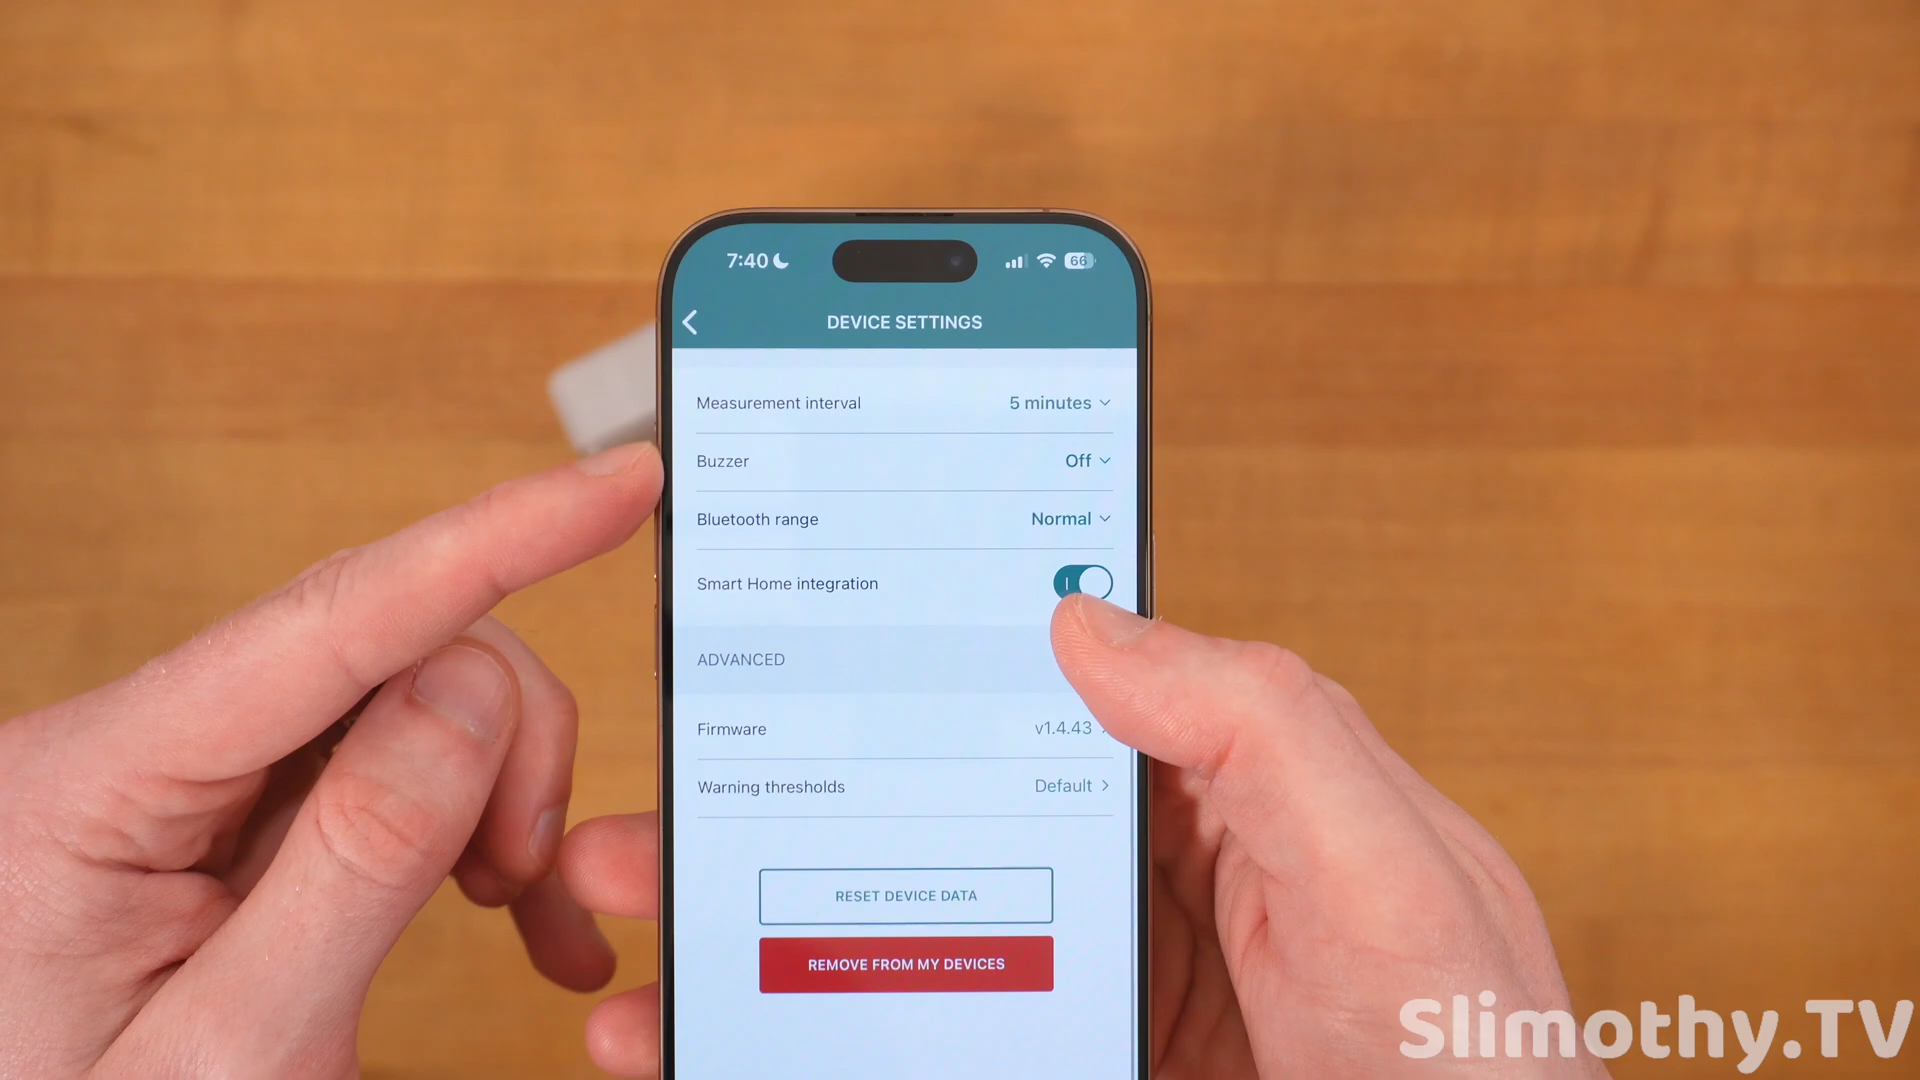 7:40
66
DEVICE SETTINGS
Measurement interval 5 minutes
Buzzer Off
Bluetooth range Normal
Smart Home integration
ADVANCED
Firmware v1.4.43
Warning thresholds Default
RESET DEVICE DATA
REMOVE FROM MY DEVICES
Slimothy.TV